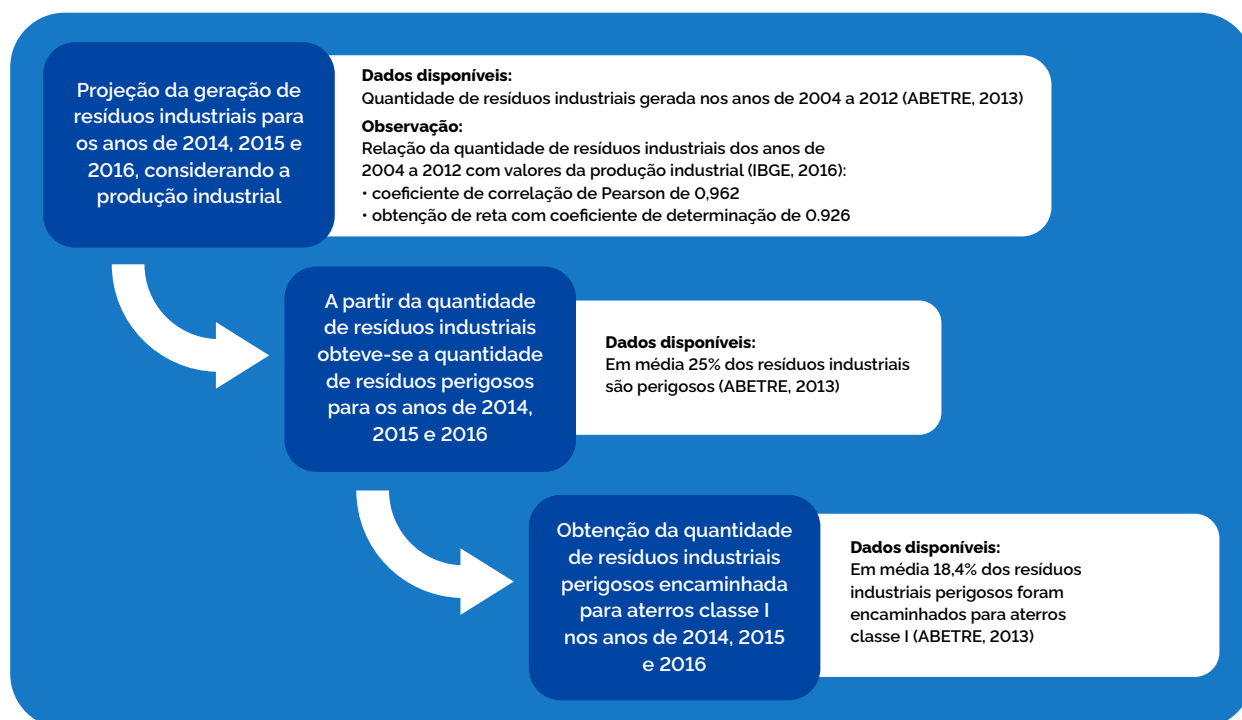 Projeção da geração de
resíduos industriais para
os anos de 2014, 2015 e
2016, considerando a
produção industrial
Dados disponíveis:
Quantidade de resíduos industriais gerada nos anos de 2004 a 2012 (ABETRE, 2013)
Observação:
Relação da quantidade de resíduos industriais dos anos de
2004 a 2012 com valores da produção industrial (IBGE, 2016):
• coeficiente de correlação de Pearson de 0,962
• obtenção de reta com coeficiente de determinação de 0.926
A partir da quantidade
de resíduos industriais
obteve-se a quantidade
de resíduos perigosos
para os anos de 2014,
2015 e 2016
Dados disponíveis:
Em média 25% dos resíduos industriais
são perigosos (ABETRE, 2013)
Obtenção da quantidade
de resíduos industriais
perigosos encaminhada
para aterros classe I
nos anos de 2014, 2015
e 2016
Dados disponíveis:
Em média 18,4% dos resíduos
industriais perigosos foram
encaminhados para aterros
classe I (ABETRE, 2013)